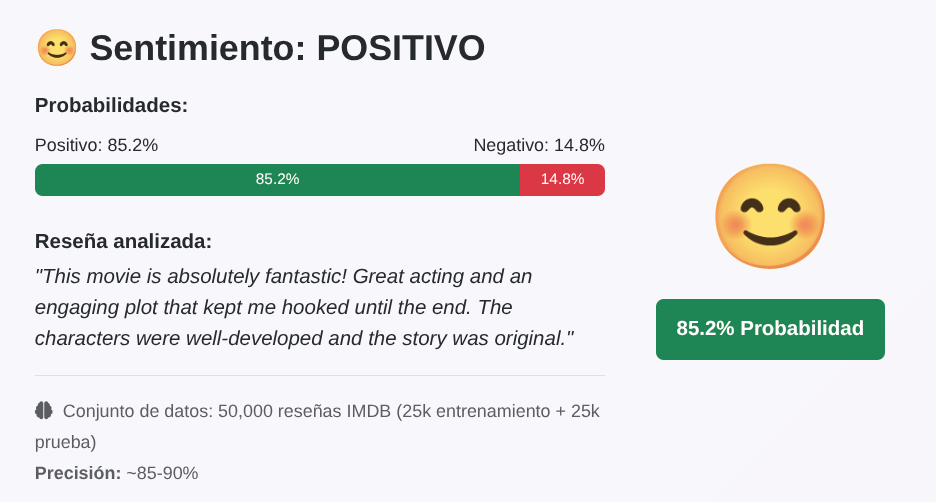 Sentimiento: POSITIVO
Probabilidades:
Positivo: 85.2% Negativo: 14.8%
85.2% 14.8%
Reseña analizada:
"This movie is absolutely fantastic! Great acting and an
engaging plot that kept me hooked until the end. The
characters were well-developed and the story was original."
85.2% Probabilidad
Conjunto de datos: 50,000 reseñas IMDB (25k entrenamiento + 25k
prueba)
Precisión: ~85-90%